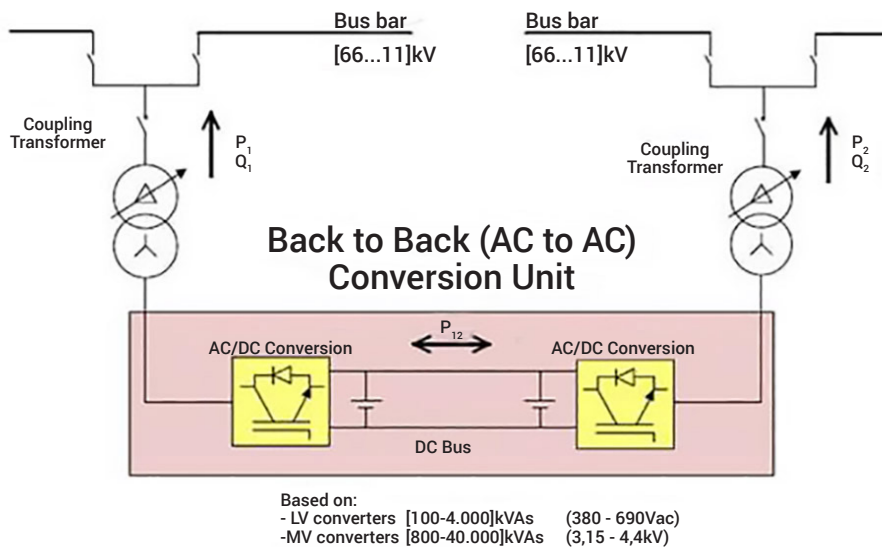 Bus bar
[66...11]kV
Bus bar
[66...11]kV
Coupling
Transformer
P1
Q1
Coupling
Transformer
P2
Q2
Back to Back (AC to AC)
Conversion Unit
P12
AC/DC Conversion
AC/DC Conversion
DC Bus
Based on:
- LV converters [100-4.000]kVAs (380 - 690Vac)
-MV converters [800-40.000]kVAs (3,15 - 4,4kV)